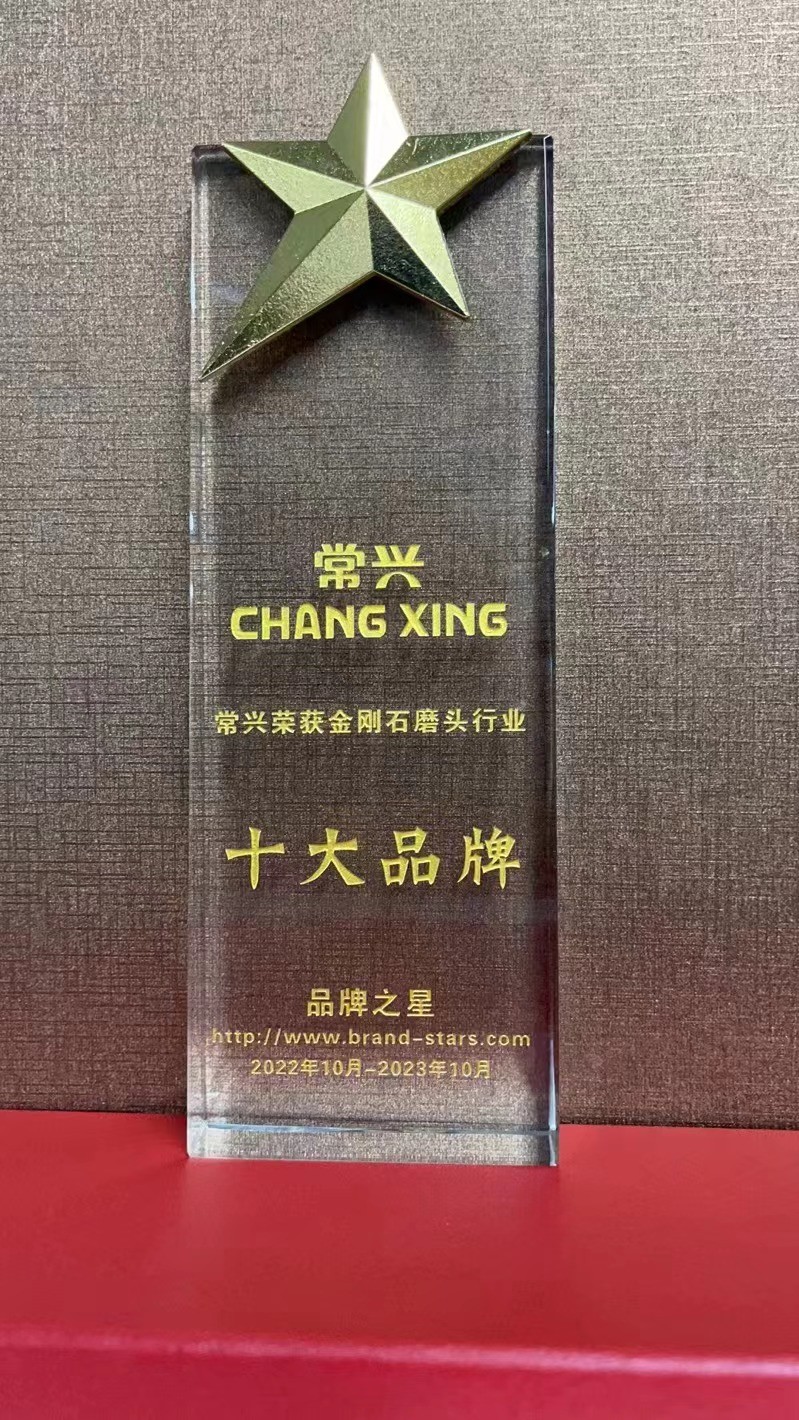 常兴
CHANG XING
常兴荣获金刚石磨头行业
十大品牌
品牌之星
http://www.brand-stars.com
2022年10月-2023年10月